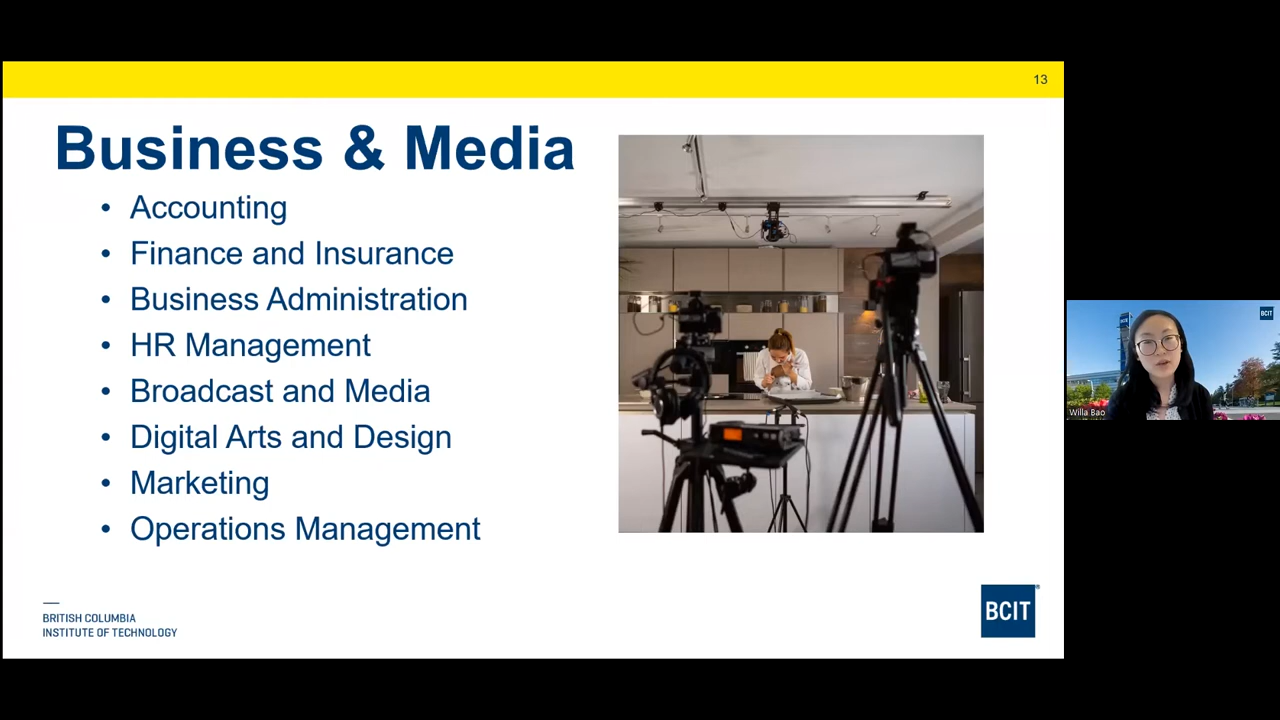 13
Business & Media
• Accounting
• Finance and Insurance
• Business Administration
• HR Management
• Broadcast and Media
• Digital Arts and Design
• Marketing
• Operations Management
BRITISH COLUMBIA
INSTITUTE OF TECHNOLOGY
BCIT®
BCIT
Willa Bao